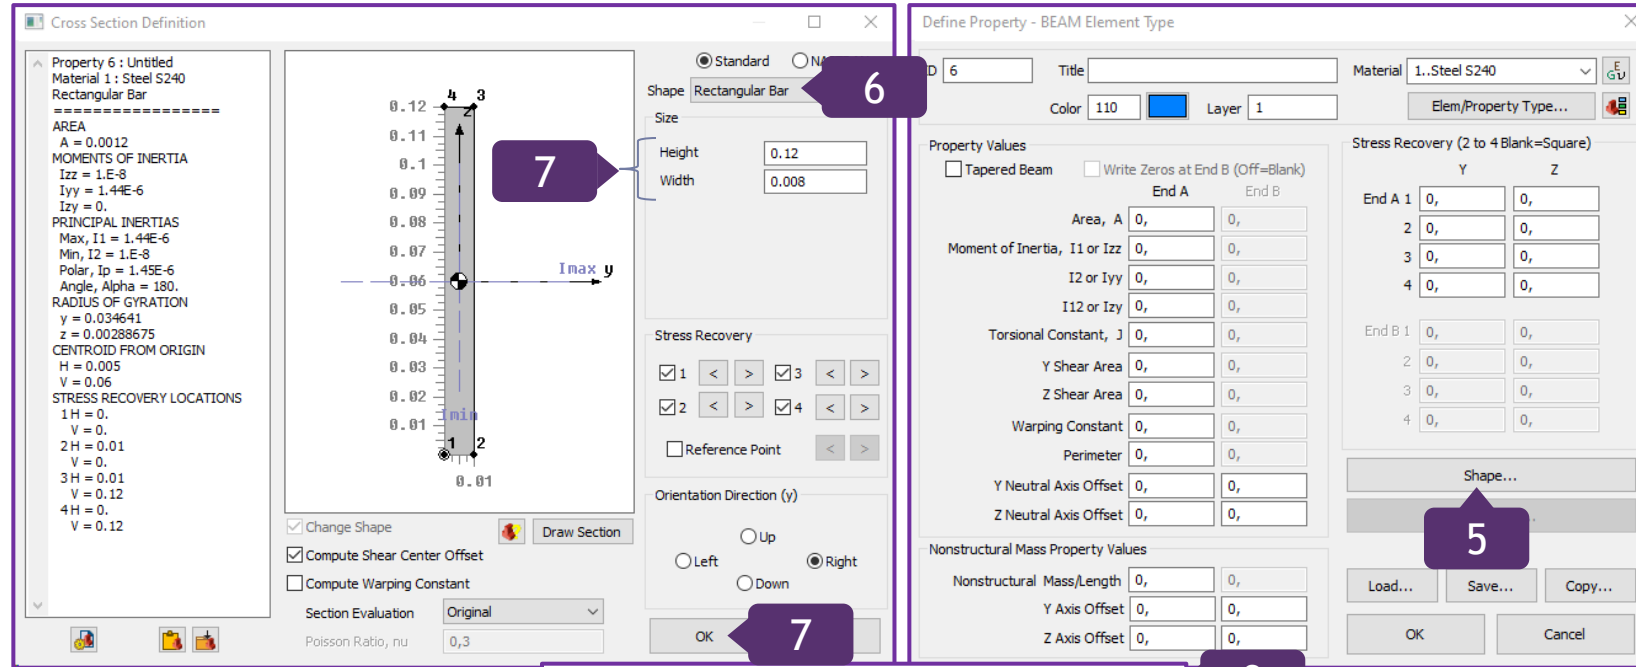 Cross Section Definition
Property 6 : Untitled
Material 1 : Steel S240
Rectangular Bar
==================
AREA
A = 0.0012
MOMENTS OF INERTIA
Izz = 1.E-8
Iyy = 1.44E-6
Izy = 0.
PRINCIPAL INERTIAS
Max, I1 = 1.44E-6
Min, I2 = 1.E-8
Polar, Ip = 1.45E-6
Angle, Alpha = 180.
RADIUS OF GYRATION
y = 0.034641
z = 0.00288675
CENTROID FROM ORIGIN
H = 0.005
V = 0.06
STRESS RECOVERY LOCATIONS
1 H = 0.
V = 0.
2 H = 0.01
V = 0.
3 H = 0.01
V = 0.12
4 H = 0.
V = 0.12
4 3
0.12
z
0.11
0.1
0.09
0.08
0.07
Imax y
0.06
0.05
0.04
0.03
0.02
Imin
0.01
1 2
0.01
Change Shape
Draw Section
Compute Shear Center Offset
Compute Warping Constant
Section Evaluation Original
Poisson Ratio, nu 0,3
Standard
Shape Rectangular Bar
6
Size
7
Height 0.12
Width 0.008
Stress Recovery
1 < > 3 < >
2 < > 4 < >
Reference Point < >
Orientation Direction (y)
Up
Left Right
Down
OK
7
Define Property - BEAM Element Type
6 Title Material 1..Steel S240
Color 110 Layer 1 Elem/Property Type...
Property Values
Tapered Beam Write Zeros at End B (Off=Blank)
End A End B
Area, A 0, 0,
Moment of Inertia, I1 or Izz 0, 0,
I2 or Iyy 0, 0,
I12 or Izy 0, 0,
Torsional Constant, J 0, 0,
Y Shear Area 0, 0,
Z Shear Area 0, 0,
Warping Constant 0, 0,
Perimeter 0, 0,
Y Neutral Axis Offset 0, 0,
Z Neutral Axis Offset 0, 0,
Nonstructural Mass Property Values
Nonstructural Mass/Length 0, 0,
Y Axis Offset 0, 0,
Z Axis Offset 0, 0,
Stress Recovery (2 to 4 Blank=Square)
Y Z
End A 1 0, 0,
2 0, 0,
3 0, 0,
4 0, 0,
End B 1 0, 0,
2 0, 0,
3 0, 0,
4 0, 0,
Shape...
5
Load... Save... Copy...
OK Cancel